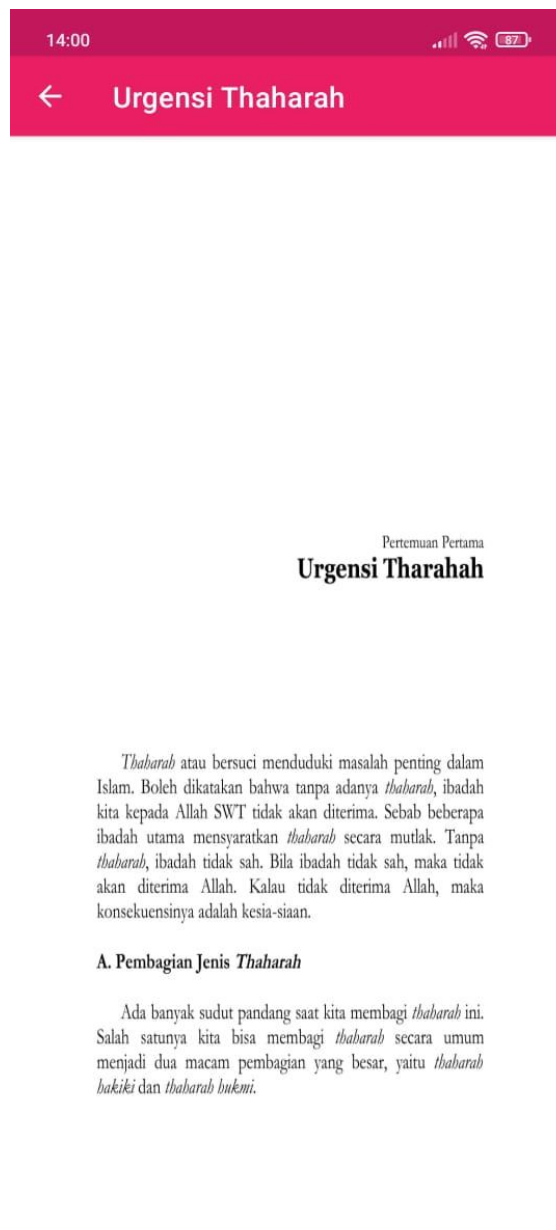 14:00
87
Urgensi Thaharah
Pertemuan Pertama
Urgensi Tharahah
Thaharah atau bersuci menduduki masalah penting dalam
Islam. Boleh dikatakan bahwa tanpa adanya thaharah, ibadah
kita kepada Allah SWT tidak akan diterima. Sebab beberapa
ibadah utama mensyaratkan thaharah secara mutlak. Tanpa
thaharah, ibadah tidak sah. Bila ibadah tidak sah, maka tidak
akan diterima Allah. Kalau tidak diterima Allah, maka
konsekuensinya adalah kesia-siaan.
A. Pembagian Jenis Thaharah
Ada banyak sudut pandang saat kita membagi thaharah ini.
Salah satunya kita bisa membagi thaharah secara umum
menjadi dua macam pembagian yang besar, yaitu thaharah
hakiki dan thaharah hukmi.